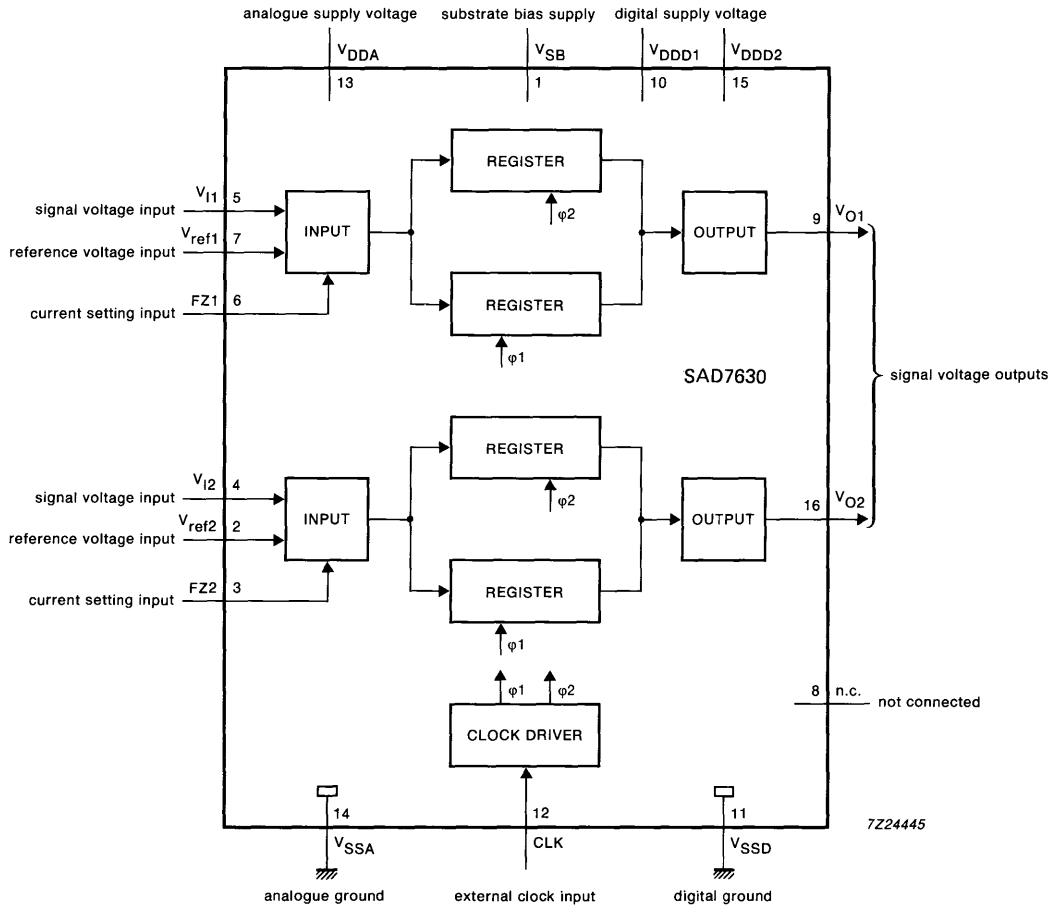 analogue supply voltage
substrate bias supply
digital supply voltage
VDDA
VSB
VDDD1
VDDD2
13
1
10
15
REGISTER
φ2
signal voltage input
VI1
5
reference voltage input
Vref1
7
INPUT
OUTPUT
9
VO1
current setting input
FZ1
6
REGISTER
φ1
SAD7630
signal voltage outputs
REGISTER
φ2
signal voltage input
VI2
4
reference voltage input
Vref2
2
INPUT
OUTPUT
16
VO2
current setting input
FZ2
3
REGISTER
φ1
φ1
φ2
8
n.c.
not connected
CLOCK DRIVER
14
12
11
7Z24445
VSSA
CLK
VSSD
analogue ground
external clock input
digital ground